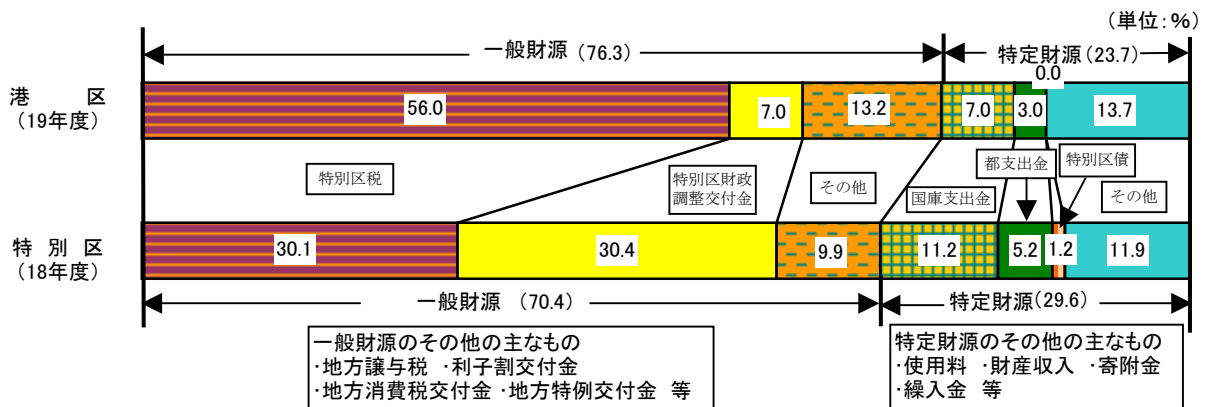 (単位:%)
一般財源 (76.3)
特定財源(23.7)
港 区
(19年度)
56.0
7.0
13.2
7.0
3.0
0.0
13.7
特別区税
特別区財政
調整交付金
その他
国庫支出金
都支出金
特別区債
その他
特 別 区
(18年度)
30.1
30.4
9.9
11.2
5.2
1.2
11.9
一般財源 (70.4)
特定財源(29.6)
一般財源のその他の主なもの
・地方譲与税 ・利子割交付金
・地方消費税交付金 ・地方特例交付金 等
特定財源のその他の主なもの
・使用料 ・財産収入 ・寄附金
・繰入金 等